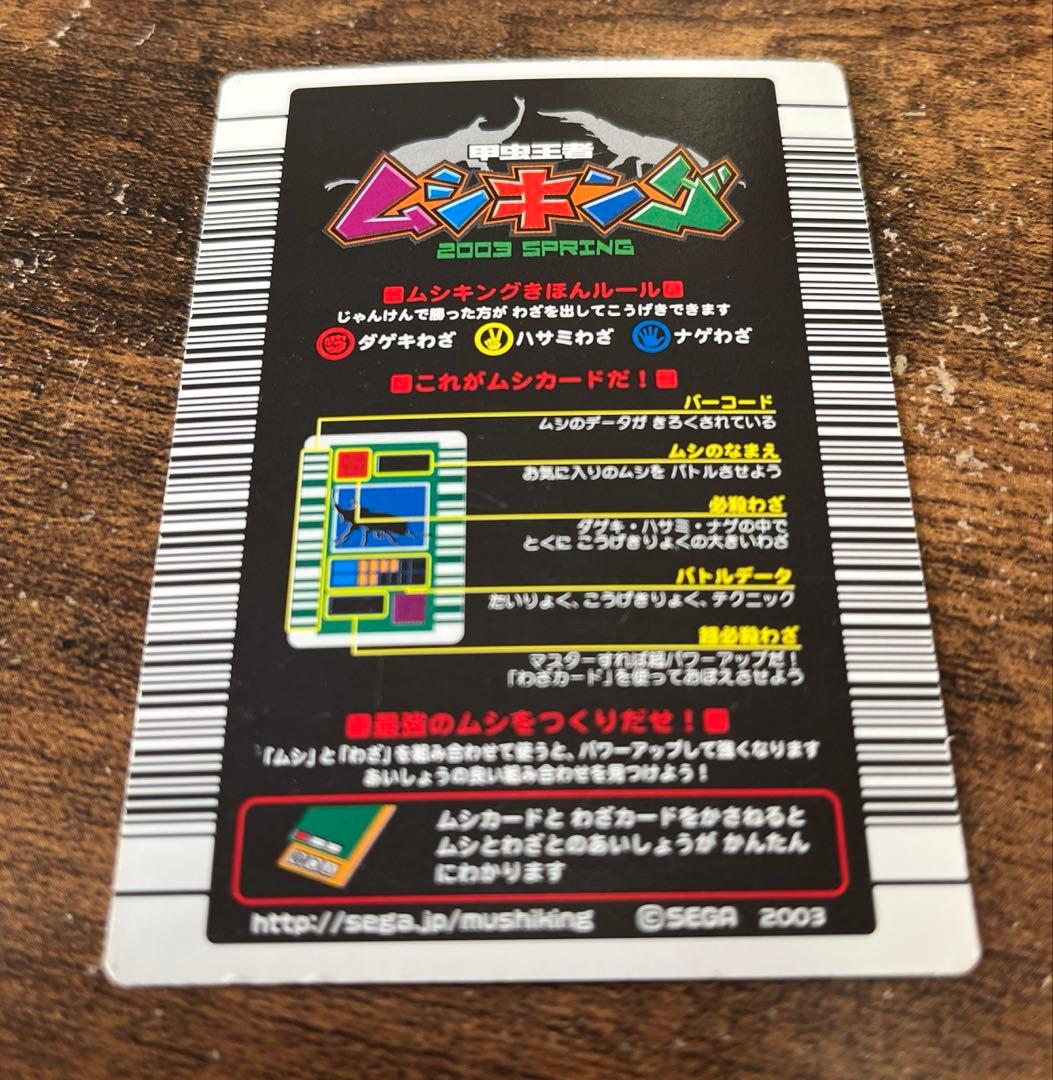 甲虫王者
ムシキング
2003 SPRING
ムシキングきほんルール
じゃんけんで勝った方が わざを出してこうげきできます
ダゲキわざ ハサミわざ ナゲわざ
これがムシカードだ！
バーコード
ムシのデータが きろくされている
ムシのなまえ
お気に入りのムシを バトルさせよう
必殺わざ
ダゲキ・ハサミ・ナゲの中で
とくに こうげきりょくの大きいわざ
バトルデータ
たいりょく、こうげきりょく、テクニック
超必殺わざ
マスターすれば超パワーアップだ！
「わざカード」を使っておぼえさせよう
最強のムシをつくりだせ！
「ムシ」と「わざ」を組み合わせて使うと、パワーアップして強くなります
あいしょうの良い組み合わせを見つけよう！
ムシカードと わざカードをかさねると
ムシとわざとのあいしょうが かんたん
にわかります
http://sega.jp/mushiking ©SEGA 2003